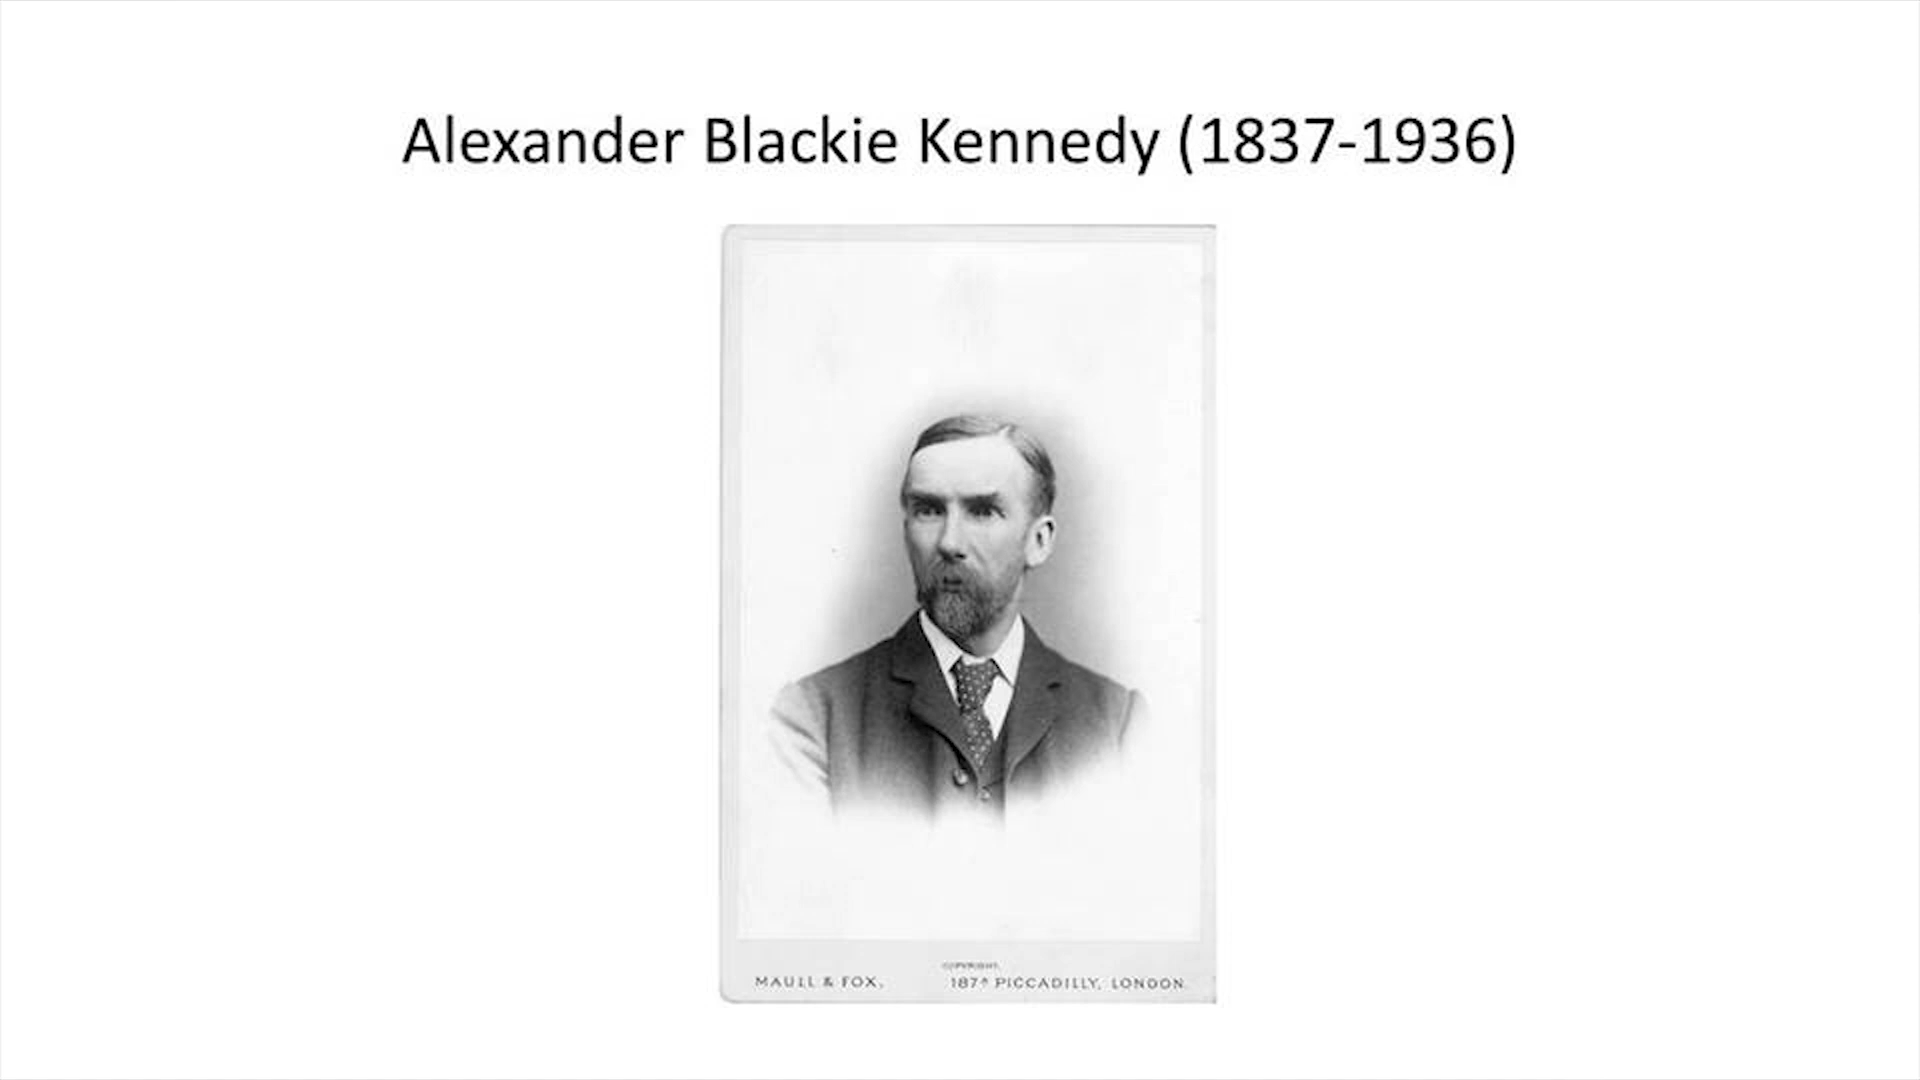 Alexander Blackie Kennedy (1837-1936)
COPYRIGHT.
MAULL & FOX, 187ᴬ PICCADILLY, LONDON.